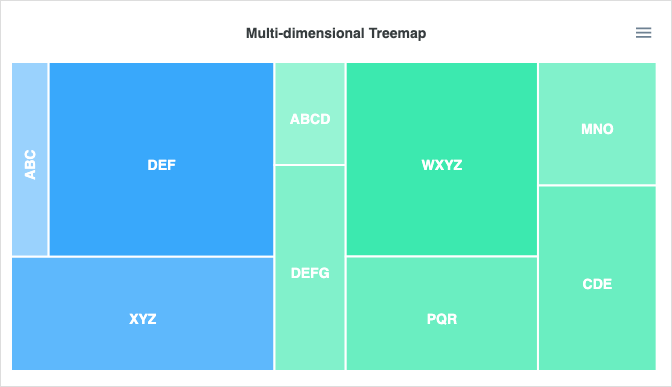 Multi-dimensional Treemap
ABC
DEF
XYZ
ABCD
DEFG
WXYZ
PQR
MNO
CDE